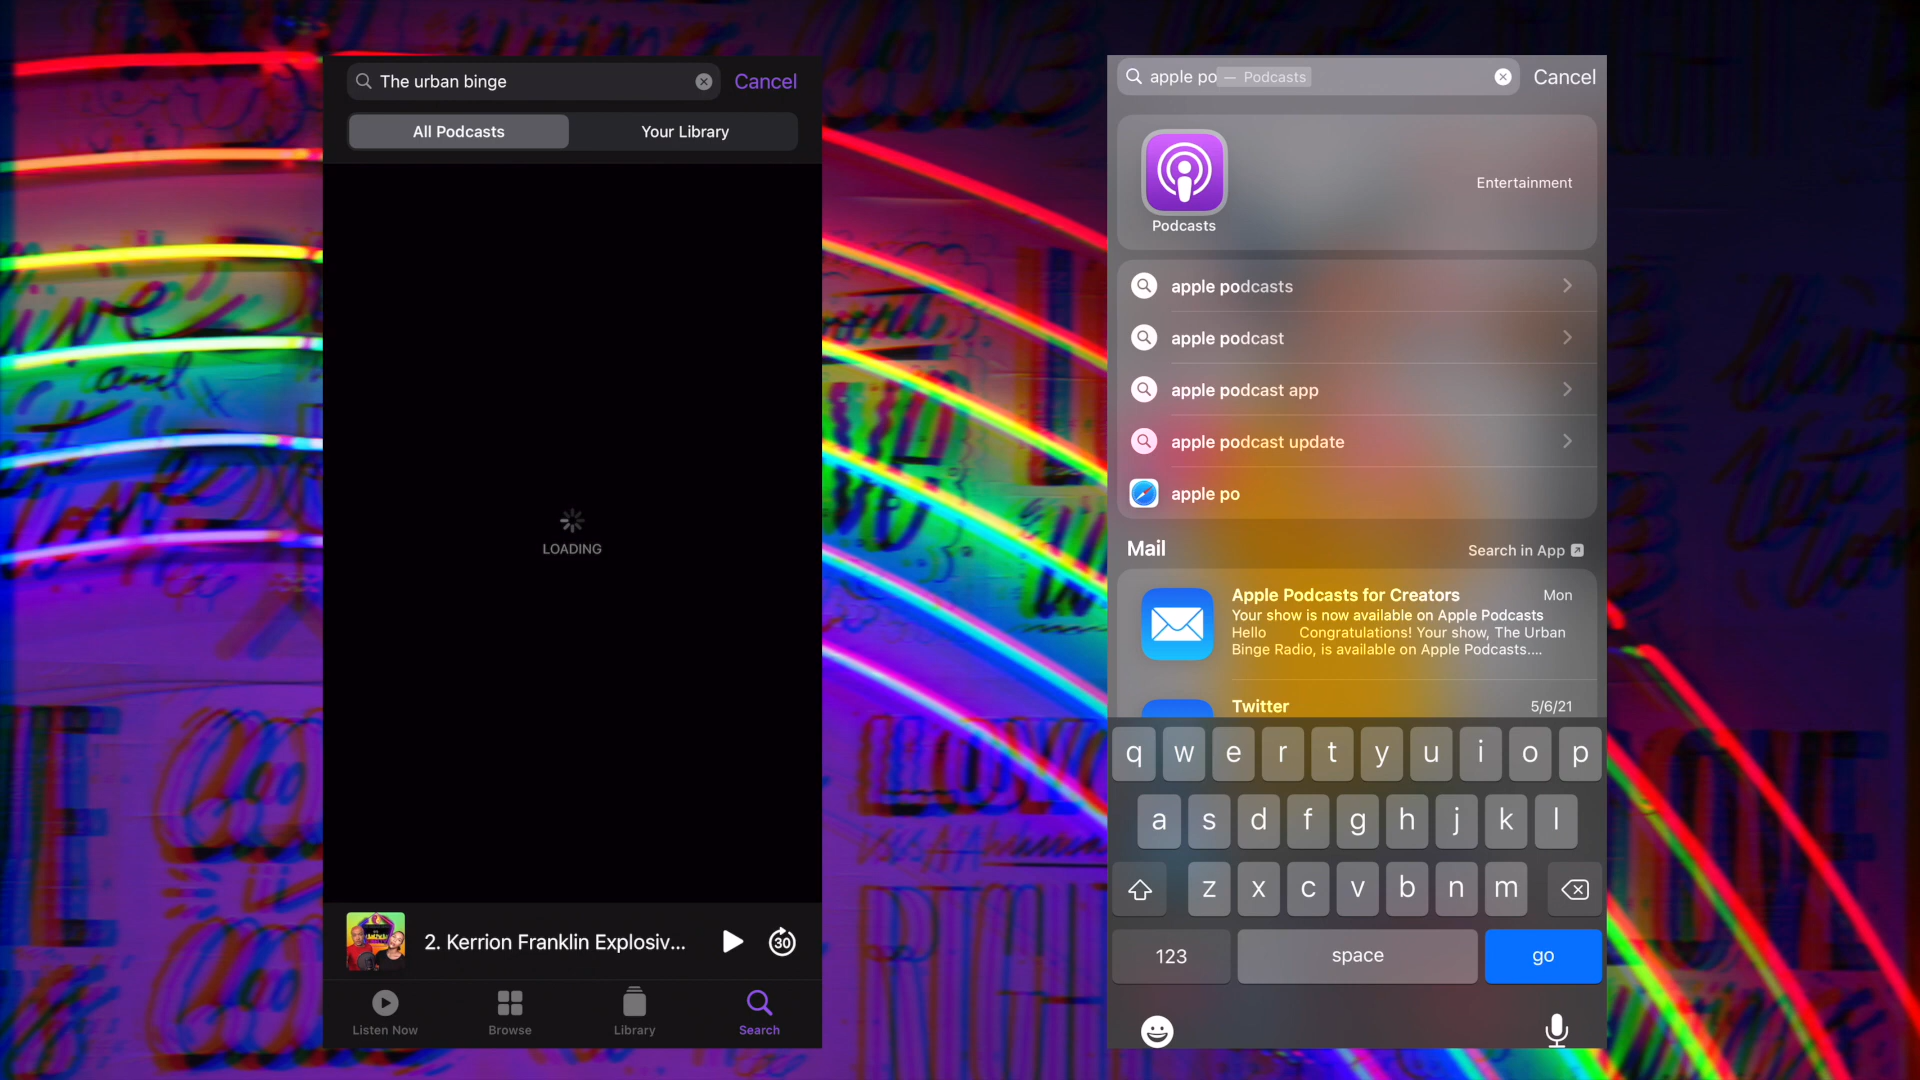 The urban binge
Cancel
All Podcasts
Your Library
LOADING
2. Kerrion Franklin Explosiv...
30
Listen Now
Browse
Library
Search
apple po — Podcasts
Cancel
Podcasts
Entertainment
apple podcasts
apple podcast
apple podcast app
apple podcast update
apple po
Mail
Search in App
Apple Podcasts for Creators
Mon
Your show is now available on Apple Podcasts
Hello Congratulations! Your show, The Urban
Binge Radio, is available on Apple Podcasts....
Twitter
5/6/21
q w e r t y u i o p
a s d f g h j k l
z x c v b n m
123
space
go
and